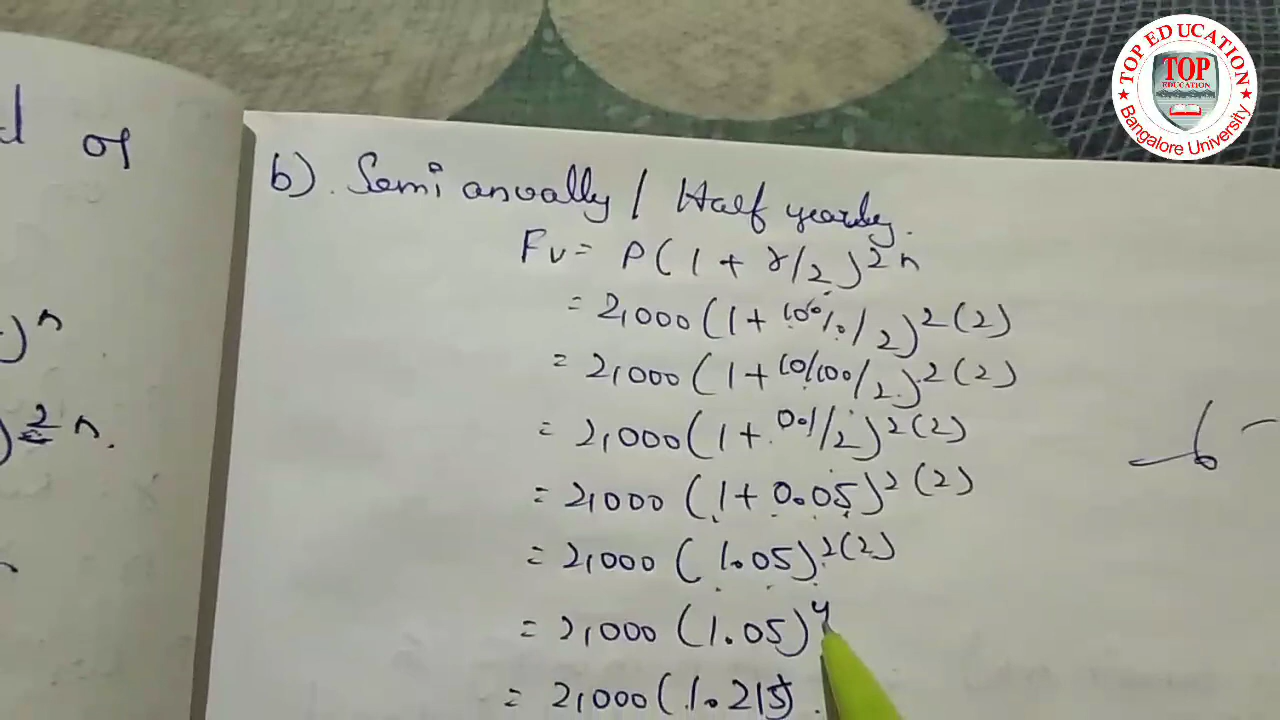 TOP EDUCATION
TOP
EDUCATION
Bangalore University
d of
)ⁿ
)² n.
b). Semi anually / Half yearly.
Fv = P(1 + r/2)²ⁿ
= 2,000 (1 + 10%/2)²⁽²⁾
= 2,000 (1 + 10/100/2)²⁽²⁾
= 2,000 (1 + 0.1/2)²⁽²⁾
= 2,000 (1 + 0.05)²⁽²⁾
= 2,000 (1.05)²⁽²⁾
= 2,000 (1.05)⁴
= 2,000 (1.215)